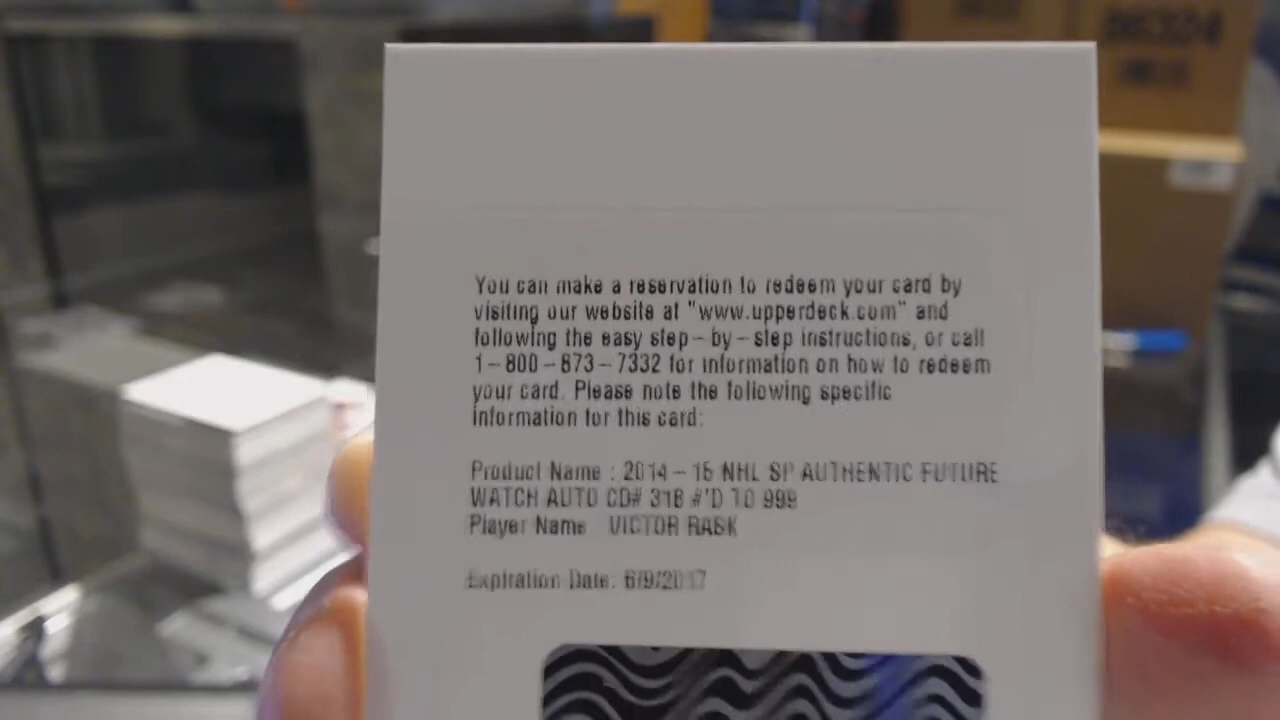 You can make a reservation to redeem your card by
visiting our website at "www.upperdeck.com" and
following the easy step-by-step instructions, or call
1-800-873-7332 for information on how to redeem
your card. Please note the following specific
information for this card:
Product Name : 2014-15 NHL SP AUTHENTIC FUTURE
WATCH AUTO CD# 318 #'D TO 999
Player Name VICTOR RASK
Expiration Date: 6/9/2017